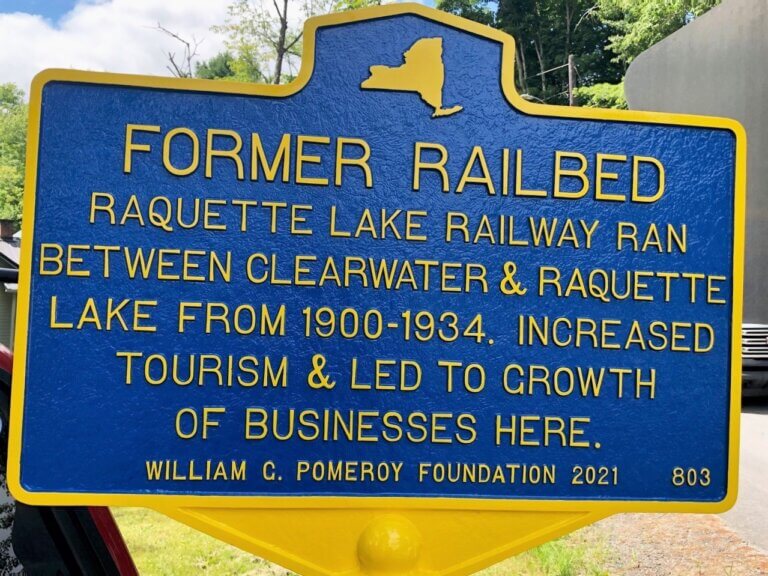 FORMER RAILBED
RAQUETTE LAKE RAILWAY RAN
BETWEEN CLEARWATER & RAQUETTE
LAKE FROM 1900-1934. INCREASED
TOURISM & LED TO GROWTH
OF BUSINESSES HERE.
WILLIAM G. POMEROY FOUNDATION 2021 803